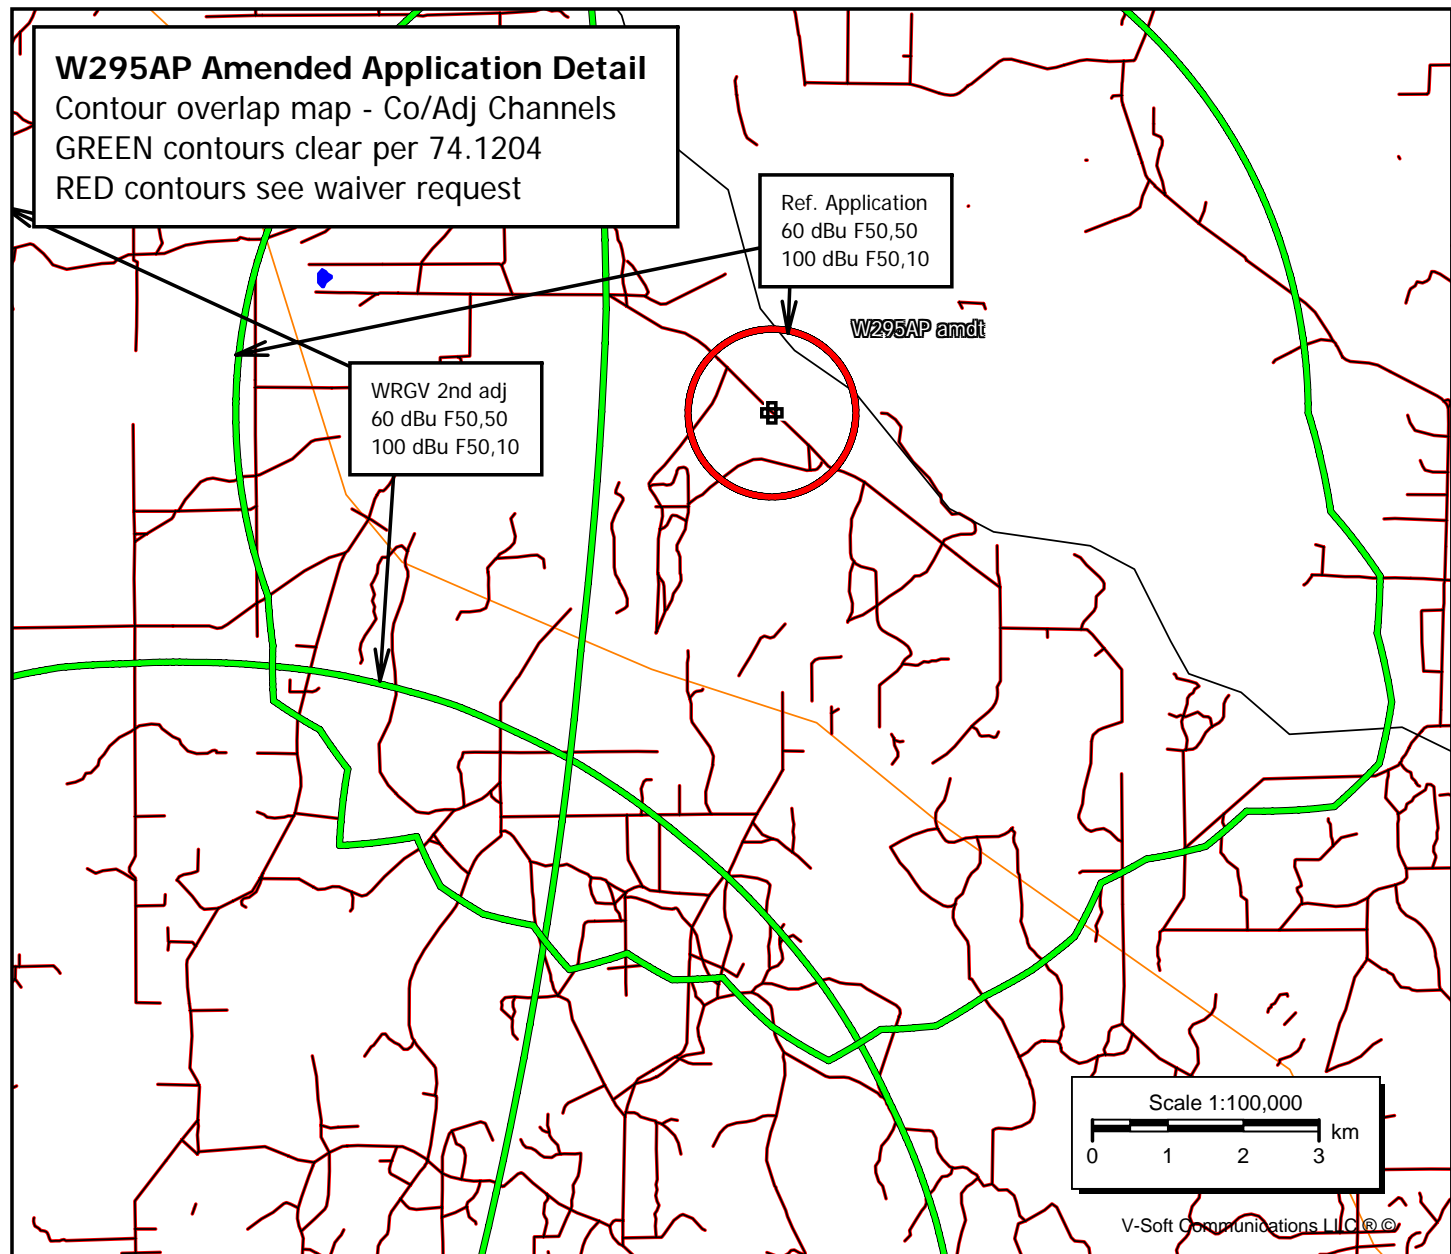 W295AP Amended Application Detail
Contour overlap map - Co/Adj Channels
GREEN contours clear per 74.1204
RED contours see waiver request
Ref. Application
60 dBu F50,50
100 dBu F50,10
W295AP amdt
WRGV 2nd adj
60 dBu F50,50
100 dBu F50,10
Scale 1:100,000
km
0 1 2 3
V-Soft Communications LLC ® ©